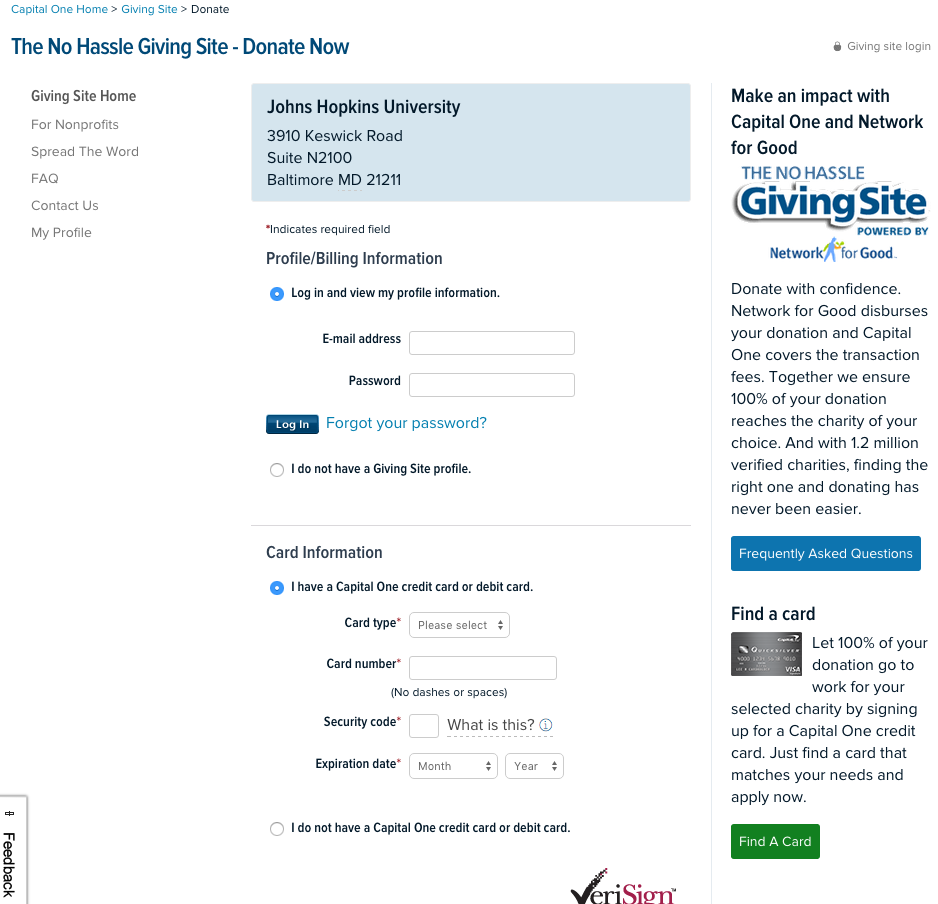 Capital One Home > Giving Site > Donate
The No Hassle Giving Site - Donate Now
Giving site login
Giving Site Home
For Nonprofits
Spread The Word
FAQ
Contact Us
My Profile
Johns Hopkins University
3910 Keswick Road
Suite N2100
Baltimore MD 21211
*Indicates required field
Profile/Billing Information
Log in and view my profile information.
E-mail address
Password
Log In Forgot your password?
I do not have a Giving Site profile.
Card Information
I have a Capital One credit card or debit card.
Card type* Please select
Card number*
(No dashes or spaces)
Security code* What is this?
Expiration date* Month Year
I do not have a Capital One credit card or debit card.
VeriSign™
Make an impact with
Capital One and Network
for Good
THE NO HASSLE
Giving Site
POWERED BY
Network for Good
Donate with confidence.
Network for Good disburses
your donation and Capital
One covers the transaction
fees. Together we ensure
100% of your donation
reaches the charity of your
choice. And with 1.2 million
verified charities, finding the
right one and donating has
never been easier.
Frequently Asked Questions
Find a card
QUICKSILVER
VISA
Let 100% of your
donation go to
work for your
selected charity by signing
up for a Capital One credit
card. Just find a card that
matches your needs and
apply now.
Find A Card
Feedback